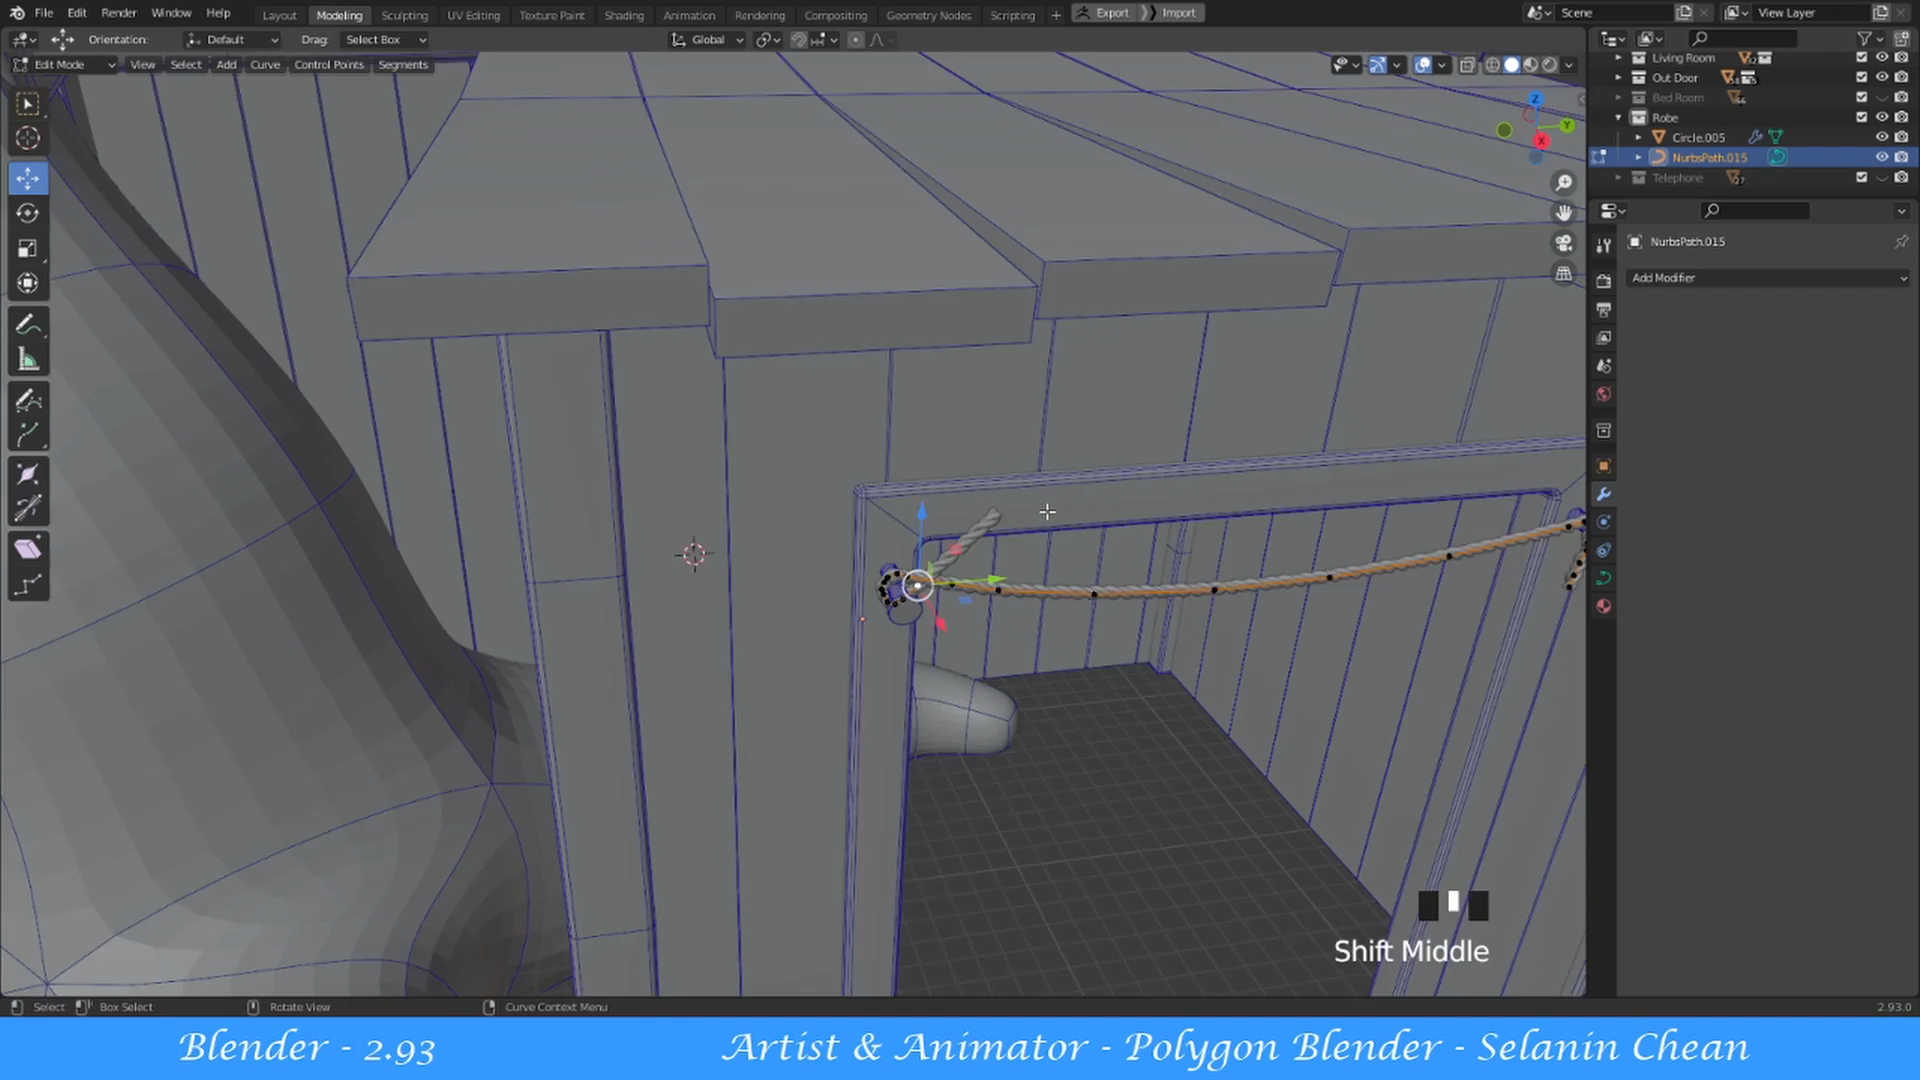 File Edit Render Window Help Layout Modeling Sculpting UV Editing Texture Paint Shading Animation Rendering Compositing Geometry Nodes Scripting + Export Import Scene View Layer
Orientation: Default Drag: Select Box Global
Edit Mode View Select Add Curve Control Points Segments
Living Room
Out Door
Bed Room
Robe
Circle.005
NurbsPath.015
Telephone
NurbsPath.015
Add Modifier
Z
Y
X
Shift Middle
Select Box Select Rotate View Curve Context Menu 2.93.0
Blender - 2.93 Artist & Animator - Polygon Blender - Selanin Chean